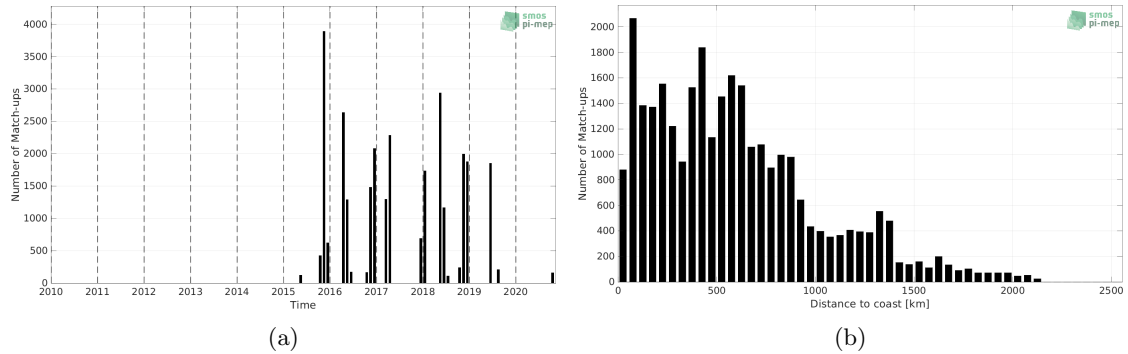 smos
pi-mep
4000
3500
3000
2500
2000
1500
1000
500
0
Number of Match-ups
2010 2011 2012 2013 2014 2015 2016 2017 2018 2019 2020
Time
(a)
smos
pi-mep
2000
1800
1600
1400
1200
1000
800
600
400
200
0
Number of Match-ups
0 500 1000 1500 2000 2500
Distance to coast [km]
(b)